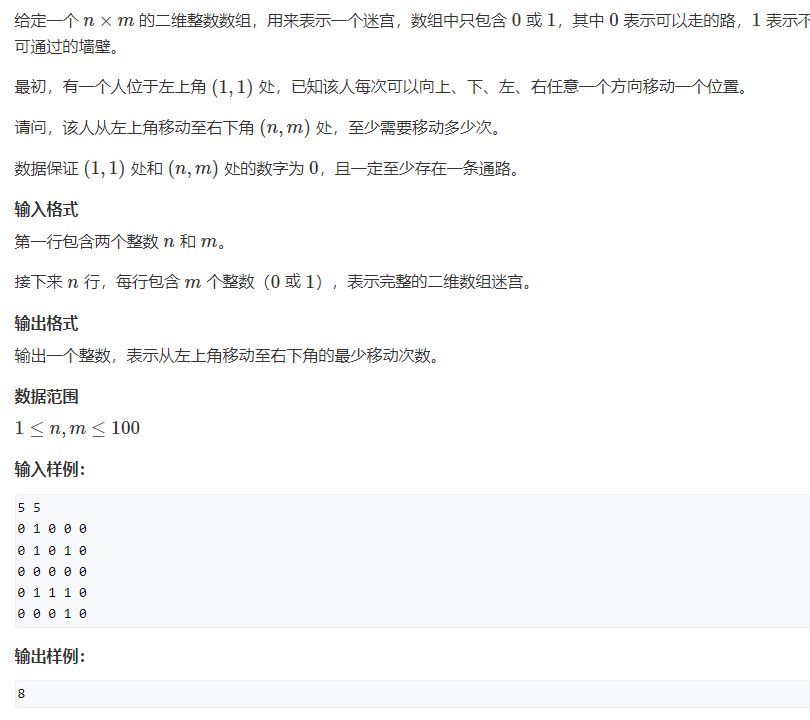 给定一个 n × m 的二维整数数组，用来表示一个迷宫，数组中只包含 0 或 1，其中 0 表示可以走的路，1 表示不
可通过的墙壁。
最初，有一个人位于左上角 (1, 1) 处，已知该人每次可以向上、下、左、右任意一个方向移动一个位置。
请问，该人从左上角移动至右下角 (n, m) 处，至少需要移动多少次。
数据保证 (1, 1) 处和 (n, m) 处的数字为 0，且一定至少存在一条通路。
输入格式
第一行包含两个整数 n 和 m。
接下来 n 行，每行包含 m 个整数（0 或 1），表示完整的二维数组迷宫。
输出格式
输出一个整数，表示从左上角移动至右下角的最少移动次数。
数据范围
1 ≤ n, m ≤ 100
输入样例：
5 5
0 1 0 0 0
0 1 0 1 0
0 0 0 0 0
0 1 1 1 0
0 0 0 1 0
输出样例：
8